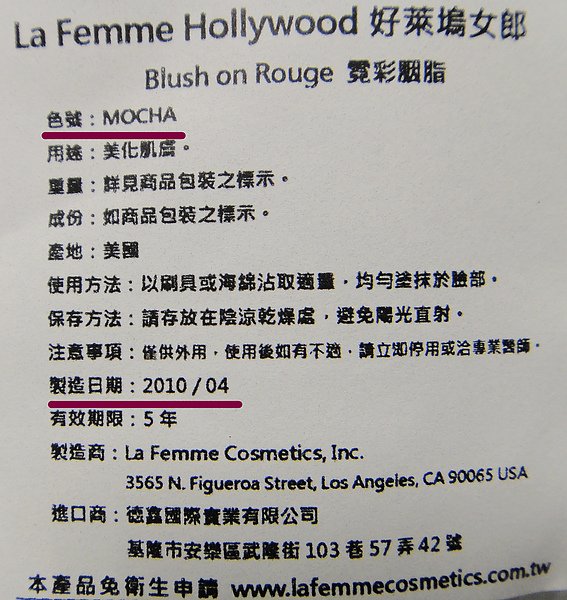 La Femme Hollywood 好萊塢女郎
Blush on Rouge 霓彩胭脂
色號：MOCHA
用途：美化肌膚。
重量：詳見商品包裝之標示。
成份：如商品包裝之標示。
產地：美國
使用方法：以刷具或海綿沾取適量，均勻塗抹於臉部。
保存方法：請存放在陰涼乾燥處，避免陽光直射。
注意事項：僅供外用，使用後如有不適，請立即停用或洽專業醫師。
製造日期：2010 / 04
有效期限：5 年
製造商：La Femme Cosmetics, Inc.
3565 N. Figueroa Street, Los Angeles, CA 90065 USA
進口商：德鑫國際實業有限公司
基隆市安樂區武隆街 103 巷 57 弄 42 號
本產品免衛生申請 www.lafemmecosmetics.com.tw